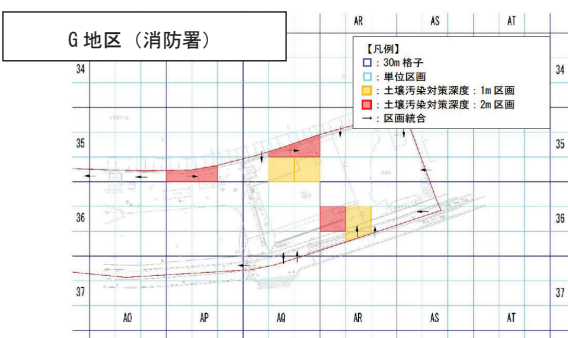 G 地区（消防署）
AR AS AT
【凡例】
：30m 格子
：単位区画
：土壌汚染対策深度：1m 区画
：土壌汚染対策深度：2m 区画
：区画統合
34 34
35 35
36 36
37 37
AO AP AQ AR AS AT